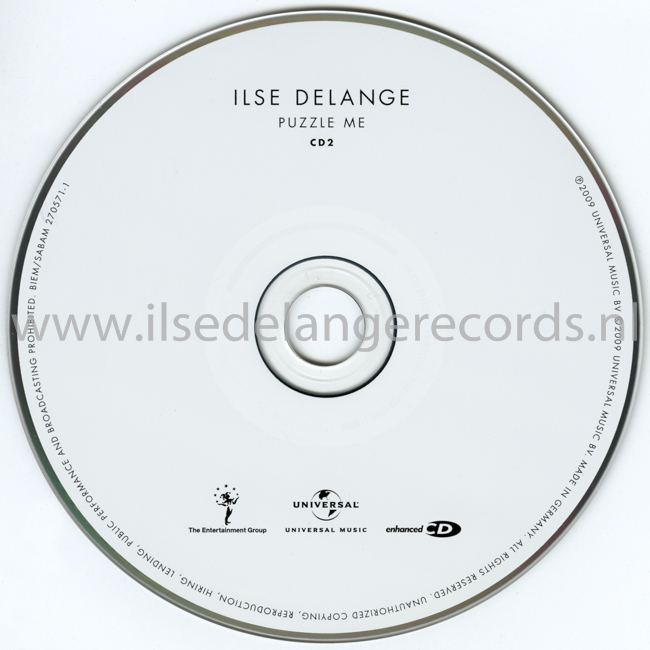 ILSE DELANGE
PUZZLE ME
CD2
℗2009 UNIVERSAL MUSIC BV. ©2009 UNIVERSAL MUSIC BV. MADE IN GERMANY. ALL RIGHTS RESERVED. UNAUTHORIZED COPYING, REPRODUCTION, HIRING, LENDING, PUBLIC PERFORMANCE AND BROADCASTING PROHIBITED. BIEM/SABAM 270571-1
www.ilsedelangerecords.nl
The Entertainment Group
UNIVERSAL
UNIVERSAL MUSIC
enhanced CD